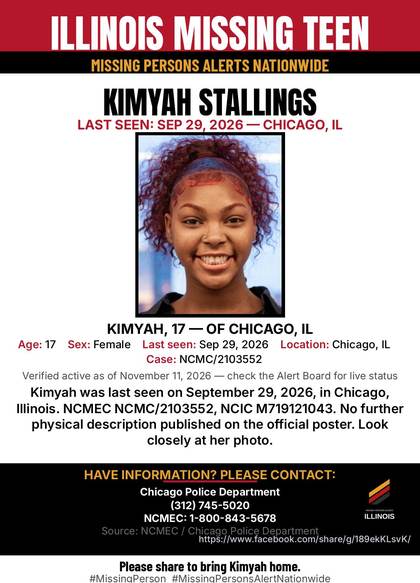 ILLINOIS MISSING TEEN
MISSING PERSONS ALERTS NATIONWIDE
KIMYAH STALLINGS
LAST SEEN: SEP 29, 2026 — CHICAGO, IL
KIMYAH, 17 — OF CHICAGO, IL
Age: 17 Sex: Female Last seen: Sep 29, 2026 Location: Chicago, IL
Case: NCMC/2103552
Verified active as of November 11, 2026 — check the Alert Board for live status
Kimyah was last seen on September 29, 2026, in Chicago,
Illinois. NCMEC NCMC/2103552, NCIC M719121043. No further
physical description published on the official poster. Look
closely at her photo.
HAVE INFORMATION? PLEASE CONTACT:
Chicago Police Department
(312) 745-5020
NCMEC: 1-800-843-5678
Source: NCMEC / Chicago Police Department
https://www.facebook.com/share/g/189ekKLsvK/
ILLINOIS
Please share to bring Kimyah home.
#MissingPerson #MissingPersonsAlertNationwide